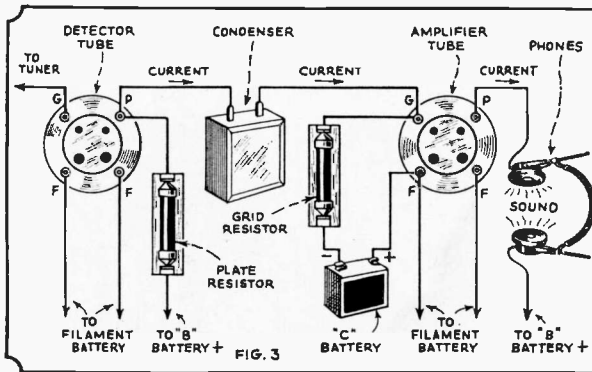 DETECTOR
TUBE
CONDENSER
AMPLIFIER
TUBE
PHONES
TO
TUNER
CURRENT
CURRENT
CURRENT
G
P
G
P
F
F
F
F
GRID
RESISTOR
PLATE
RESISTOR
SOUND
-
+
TO
FILAMENT
BATTERY
TO "B"
BATTERY +
"C"
BATTERY
TO
FILAMENT
BATTERY
TO "B"
BATTERY +
FIG. 3